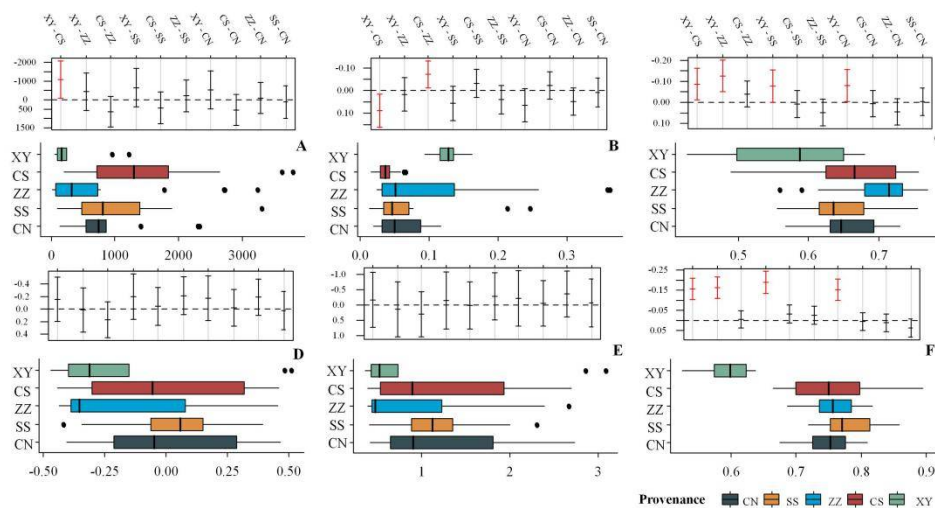 XY - CS XY - ZZ CS - ZZ XY - SS CS - SS ZZ - SS XY - CN CS - CN ZZ - CN SS - CN
XY - CS XY - ZZ CS - ZZ XY - SS CS - SS ZZ - SS XY - CN CS - CN ZZ - CN SS - CN
XY - CS XY - ZZ CS - ZZ XY - SS CS - SS ZZ - SS XY - CN CS - CN ZZ - CN SS - CN
-2000 -1000 0 500 1500
-0.10 0.00 0.10
-0.20 -0.10 0.00 0.10
A
XY CS ZZ SS CN
0 1000 2000 3000
B
XY CS ZZ SS CN
0.0 0.1 0.2 0.3
XY CS ZZ SS CN
0.5 0.6 0.7
-0.4 -0.2 0.0 0.2 0.4
-1.0 -0.5 0.0 0.5 1.0
-0.25 -0.15 0.05
D
XY CS ZZ SS CN
-0.50 -0.25 0.00 0.25 0.50
E
XY CS ZZ SS CN
1 2 3
F
XY CS ZZ SS CN
0.6 0.7 0.8 0.9
Provenance CN SS ZZ CS XY